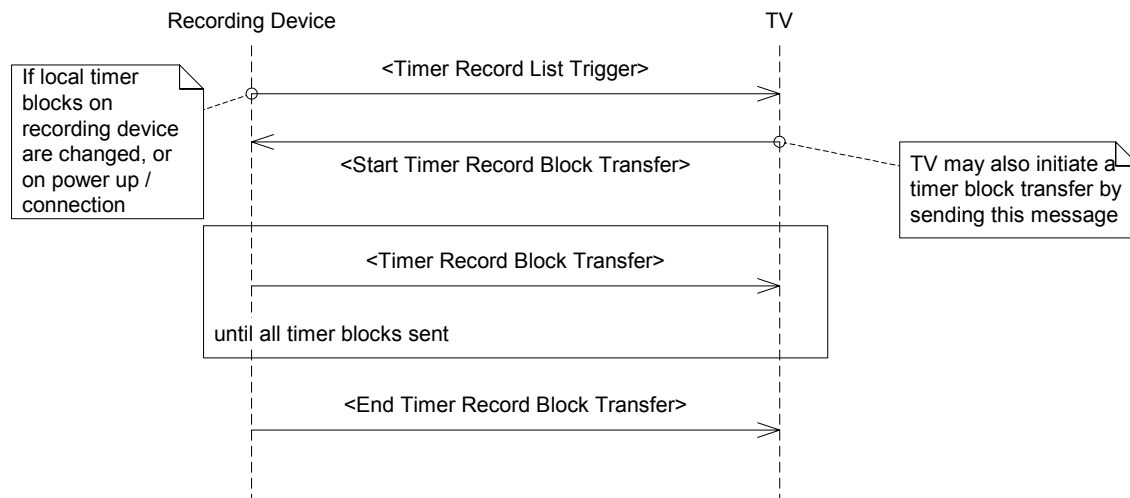 Recording Device
TV
<Timer Record List Trigger>
If local timer
blocks on
recording device
are changed, or
on power up /
connection
<Start Timer Record Block Transfer>
TV may also initiate a
timer block transfer by
sending this message
<Timer Record Block Transfer>
until all timer blocks sent
<End Timer Record Block Transfer>